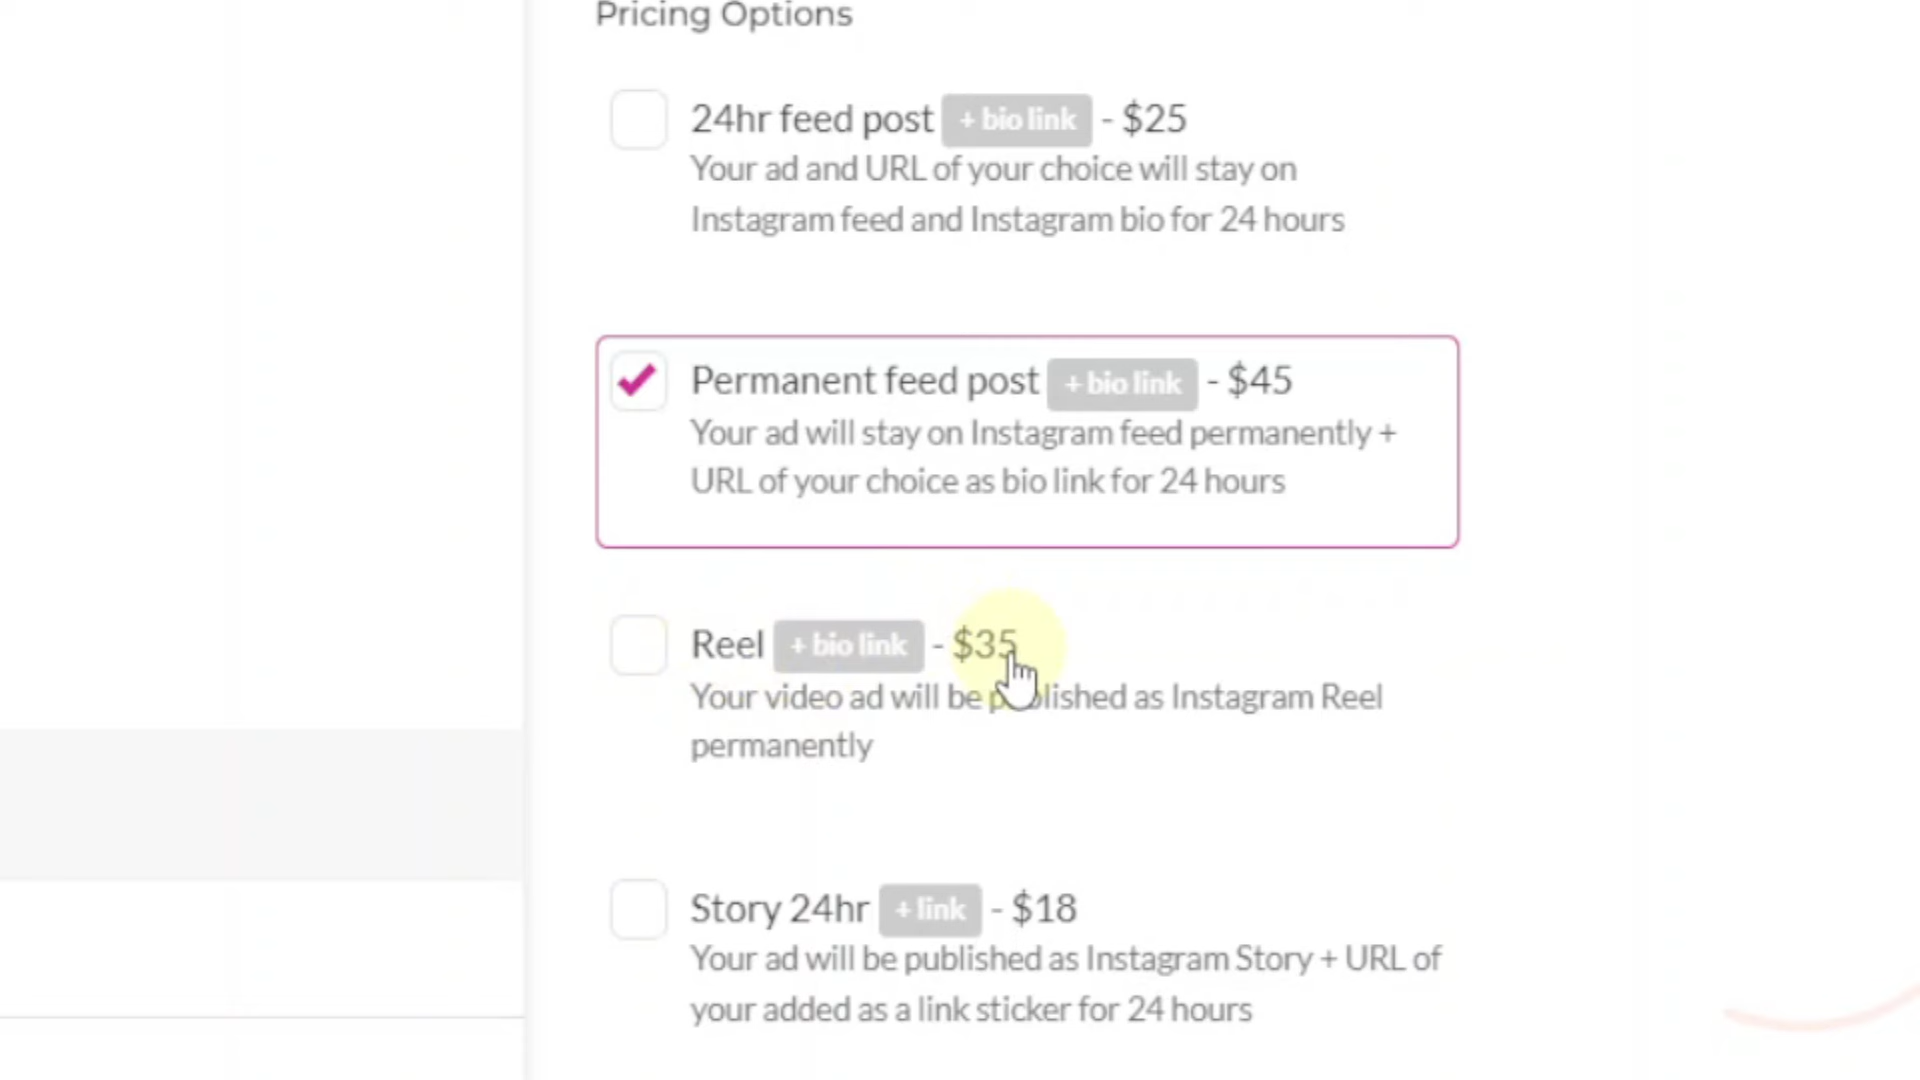 Pricing Options
24hr feed post + bio link - $25
Your ad and URL of your choice will stay on
Instagram feed and Instagram bio for 24 hours
Permanent feed post + bio link - $45
Your ad will stay on Instagram feed permanently +
URL of your choice as bio link for 24 hours
Reel + bio link - $35
Your video ad will be published as Instagram Reel
permanently
Story 24hr + link - $18
Your ad will be published as Instagram Story + URL of
your added as a link sticker for 24 hours